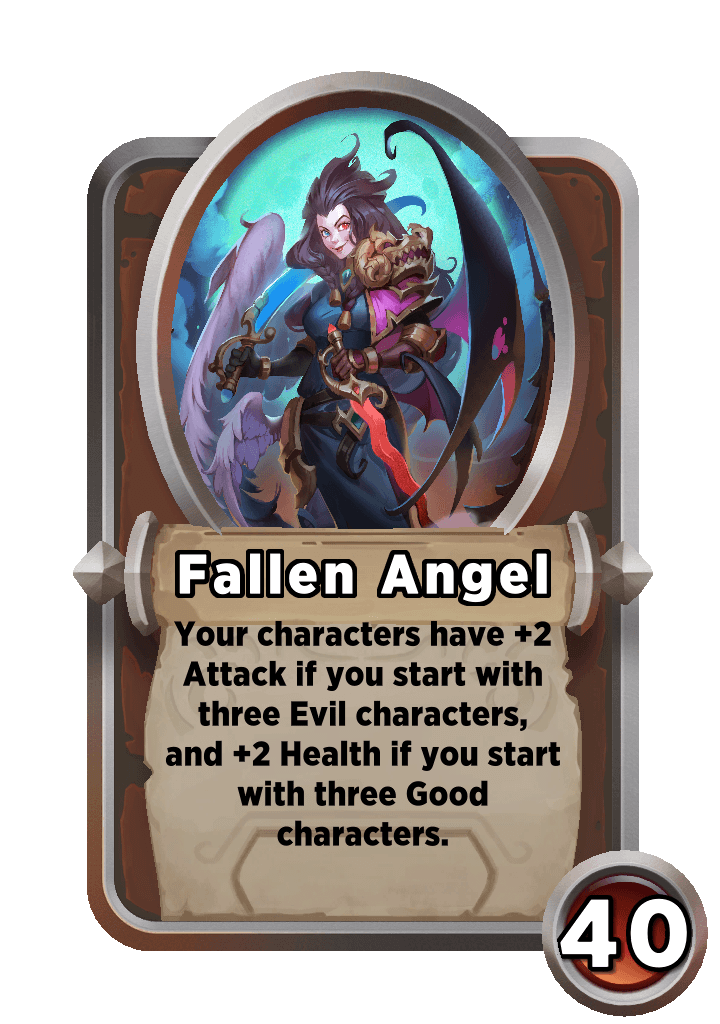 Fallen Angel
Your characters have +2
Attack if you start with
three Evil characters,
and +2 Health if you start
with three Good
characters.
40